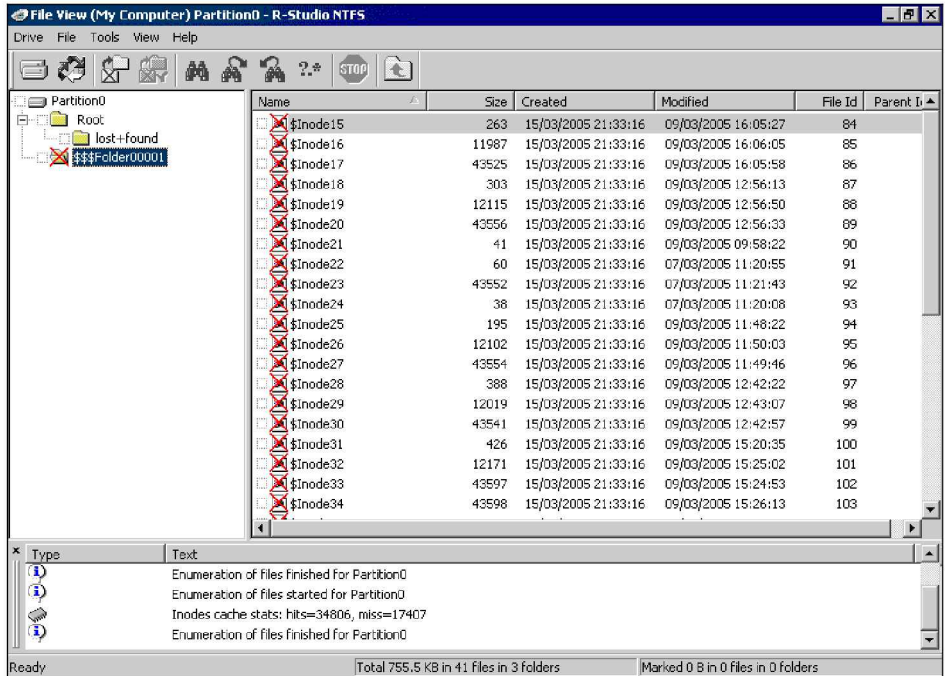 File View (My Computer) Partition0 - R-Studio NTFS
Drive File Tools View Help
?.* STOP
Partition0
Root
lost+found
$$$Folder00001
Name Size Created Modified File Id Parent
$Inode15 263 15/03/2005 21:33:16 09/03/2005 16:05:27 84
$Inode16 11987 15/03/2005 21:33:16 09/03/2005 16:06:05 85
$Inode17 43525 15/03/2005 21:33:16 09/03/2005 16:05:58 86
$Inode18 303 15/03/2005 21:33:16 09/03/2005 12:56:13 87
$Inode19 12115 15/03/2005 21:33:16 09/03/2005 12:56:50 88
$Inode20 43556 15/03/2005 21:33:16 09/03/2005 12:56:33 89
$Inode21 41 15/03/2005 21:33:16 09/03/2005 09:58:22 90
$Inode22 60 15/03/2005 21:33:16 07/03/2005 11:20:55 91
$Inode23 43552 15/03/2005 21:33:16 07/03/2005 11:21:43 92
$Inode24 38 15/03/2005 21:33:16 07/03/2005 11:20:08 93
$Inode25 195 15/03/2005 21:33:16 09/03/2005 11:48:22 94
$Inode26 12102 15/03/2005 21:33:16 09/03/2005 11:50:03 95
$Inode27 43554 15/03/2005 21:33:16 09/03/2005 11:49:46 96
$Inode28 388 15/03/2005 21:33:16 09/03/2005 12:42:22 97
$Inode29 12019 15/03/2005 21:33:16 09/03/2005 12:43:07 98
$Inode30 43541 15/03/2005 21:33:16 09/03/2005 12:42:57 99
$Inode31 426 15/03/2005 21:33:16 09/03/2005 15:20:35 100
$Inode32 12171 15/03/2005 21:33:16 09/03/2005 15:25:02 101
$Inode33 43597 15/03/2005 21:33:16 09/03/2005 15:24:53 102
$Inode34 43598 15/03/2005 21:33:16 09/03/2005 15:26:13 103
Type Text
Enumeration of files finished for Partition0
Enumeration of files started for Partition0
Inodes cache stats: hits=34806, miss=17407
Enumeration of files finished for Partition0
Ready Total 755.5 KB in 41 files in 3 folders Marked 0 B in 0 files in 0 folders